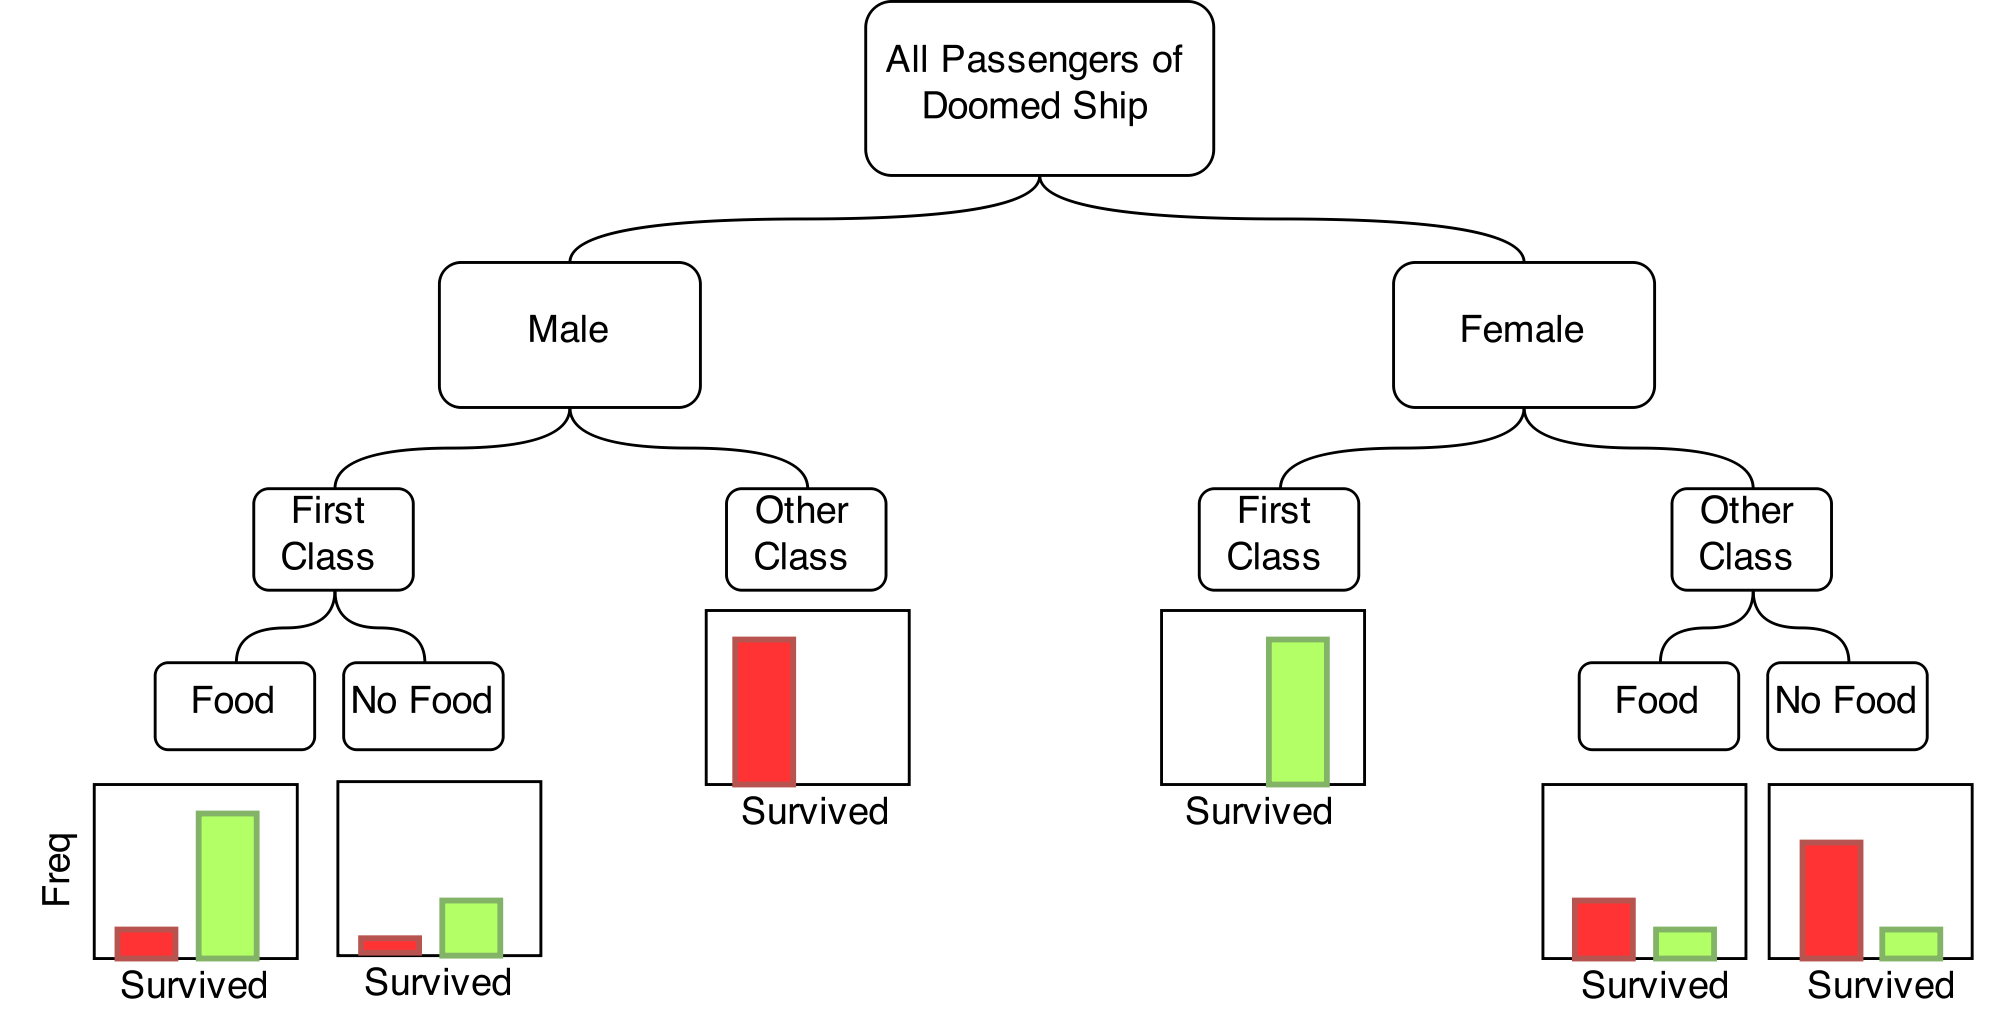 All Passengers of
Doomed Ship
Male
Female
First
Class
Other
Class
First
Class
Other
Class
Food
No Food
Food
No Food
Survived
Survived
Freq
Survived
Survived
Survived
Survived